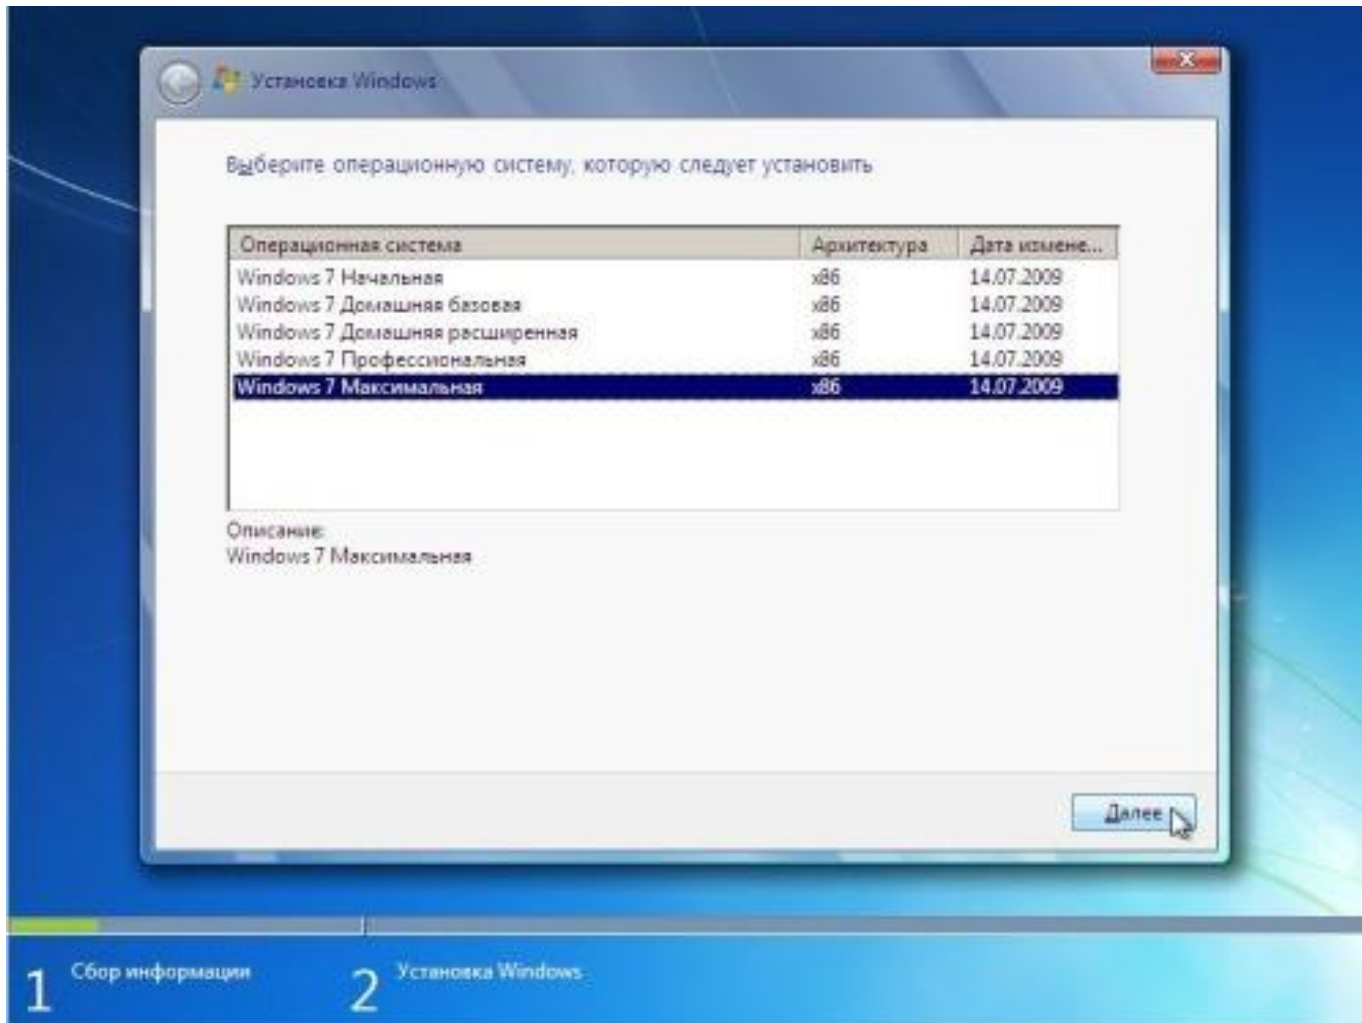 Установка Windows
Выберите операционную систему, которую следует установить
Операционная система Архитектура Дата измене...
Windows 7 Начальная x86 14.07.2009
Windows 7 Домашняя базовая x86 14.07.2009
Windows 7 Домашняя расширенная x86 14.07.2009
Windows 7 Профессиональная x86 14.07.2009
Windows 7 Максимальная x86 14.07.2009
Описание:
Windows 7 Максимальная
Далее
1 Сбор информации 2 Установка Windows